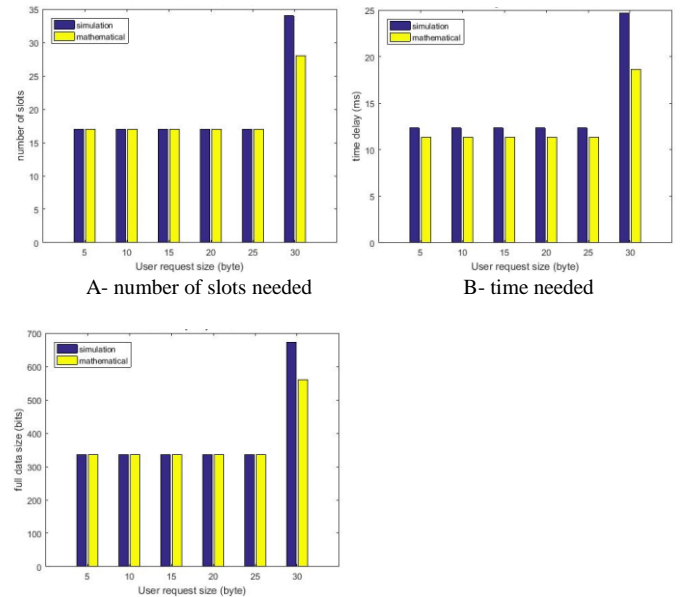 35
30
25
20
15
10
5
0
number of slots
simulation
mathematical
5 10 15 20 25 30
User request size (byte)
A- number of slots needed
25
20
15
10
5
0
time delay (ms)
simulation
mathematical
5 10 15 20 25 30
User request size (byte)
B- time needed
700
600
500
400
300
200
100
0
full data size (bits)
simulation
mathematical
5 10 15 20 25 30
User request size (byte)